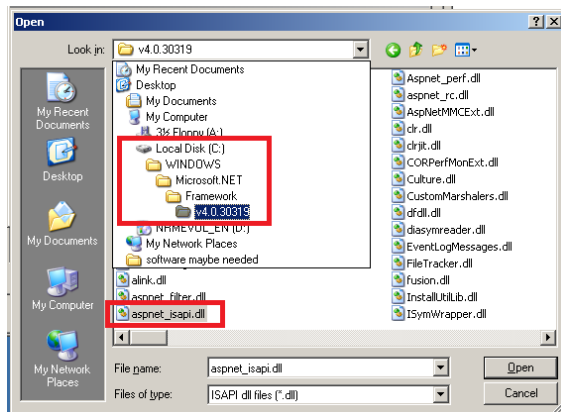 Open
Look in:
v4.0.30319
My Recent Documents
Desktop
My Documents
My Computer
3½ Floppy (A:)
Local Disk (C:)
WINDOWS
Microsoft.NET
Framework
v4.0.30319
NRMEVOL_EN (D:)
My Network Places
software maybe needed
alink.dll
aspnet_filter.dll
aspnet_isapi.dll
Aspnet_perf.dll
aspnet_rc.dll
AspNetMMCExt.dll
clr.dll
clrjit.dll
CORPerfMonExt.dll
Culture.dll
CustomMarshalers.dll
dfdll.dll
diasymreader.dll
EventLogMessages.dll
FileTracker.dll
fusion.dll
InstallUtilLib.dll
ISymWrapper.dll
My Recent
Documents
Desktop
My Documents
My Computer
My Network
Places
File name:
aspnet_isapi.dll
Open
Files of type:
ISAPI dll files (*.dll)
Cancel